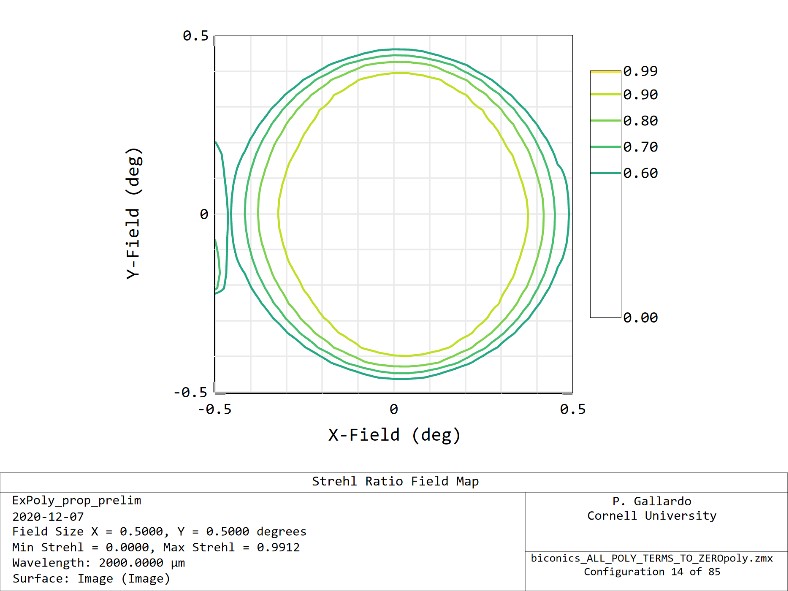 0.5
0
-0.5
Y-Field (deg)
-0.5
0
0.5
X-Field (deg)
0.99
0.90
0.80
0.70
0.60
0.00
Strehl Ratio Field Map
ExPoly_prop_prelim
2020-12-07
Field Size X = 0.5000, Y = 0.5000 degrees
Min Strehl = 0.0000, Max Strehl = 0.9912
Wavelength: 2000.0000 µm
Surface: Image (Image)
P. Gallardo
Cornell University
biconics_ALL_POLY_TERMS_TO_ZEROpoly.zmx
Configuration 14 of 85